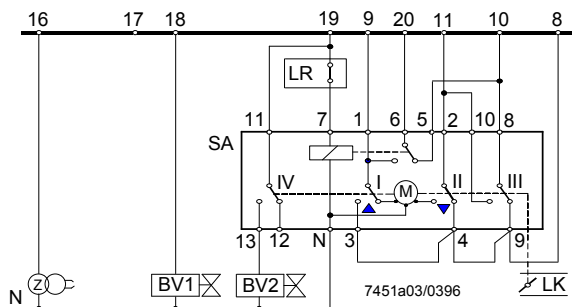 16 17 18 19 9 20 11 10 8
LR
11 7 1 6 5 2 10 8
SA
IV I M II III
13 12 N 3 4 9
N Z BV1 BV2 7451a03/0396 LK